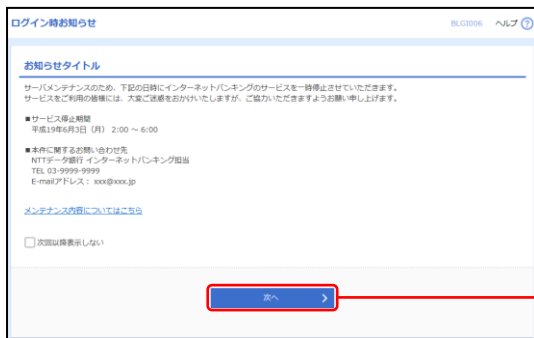 ログイン時お知らせ
BLGI006 ヘルプ ?
お知らせタイトル
サーバメンテナンスのため、下記の日時にインターネットバンキングのサービスを一時停止させていただきます。
サービスをご利用の皆様には、大変ご迷惑をおかけいたしますが、ご協力いただきますようお願い申し上げます。
■サービス停止期間
平成19年6月3日（月） 2:00 ～ 6:00
■本件に関するお問い合わせ先
NTTデータ銀行 インターネットバンキング担当
TEL 03-9999-9999
E-mailアドレス： xxx@xxx.jp
メンテナンス内容についてはこちら
次回以降表示しない
次へ